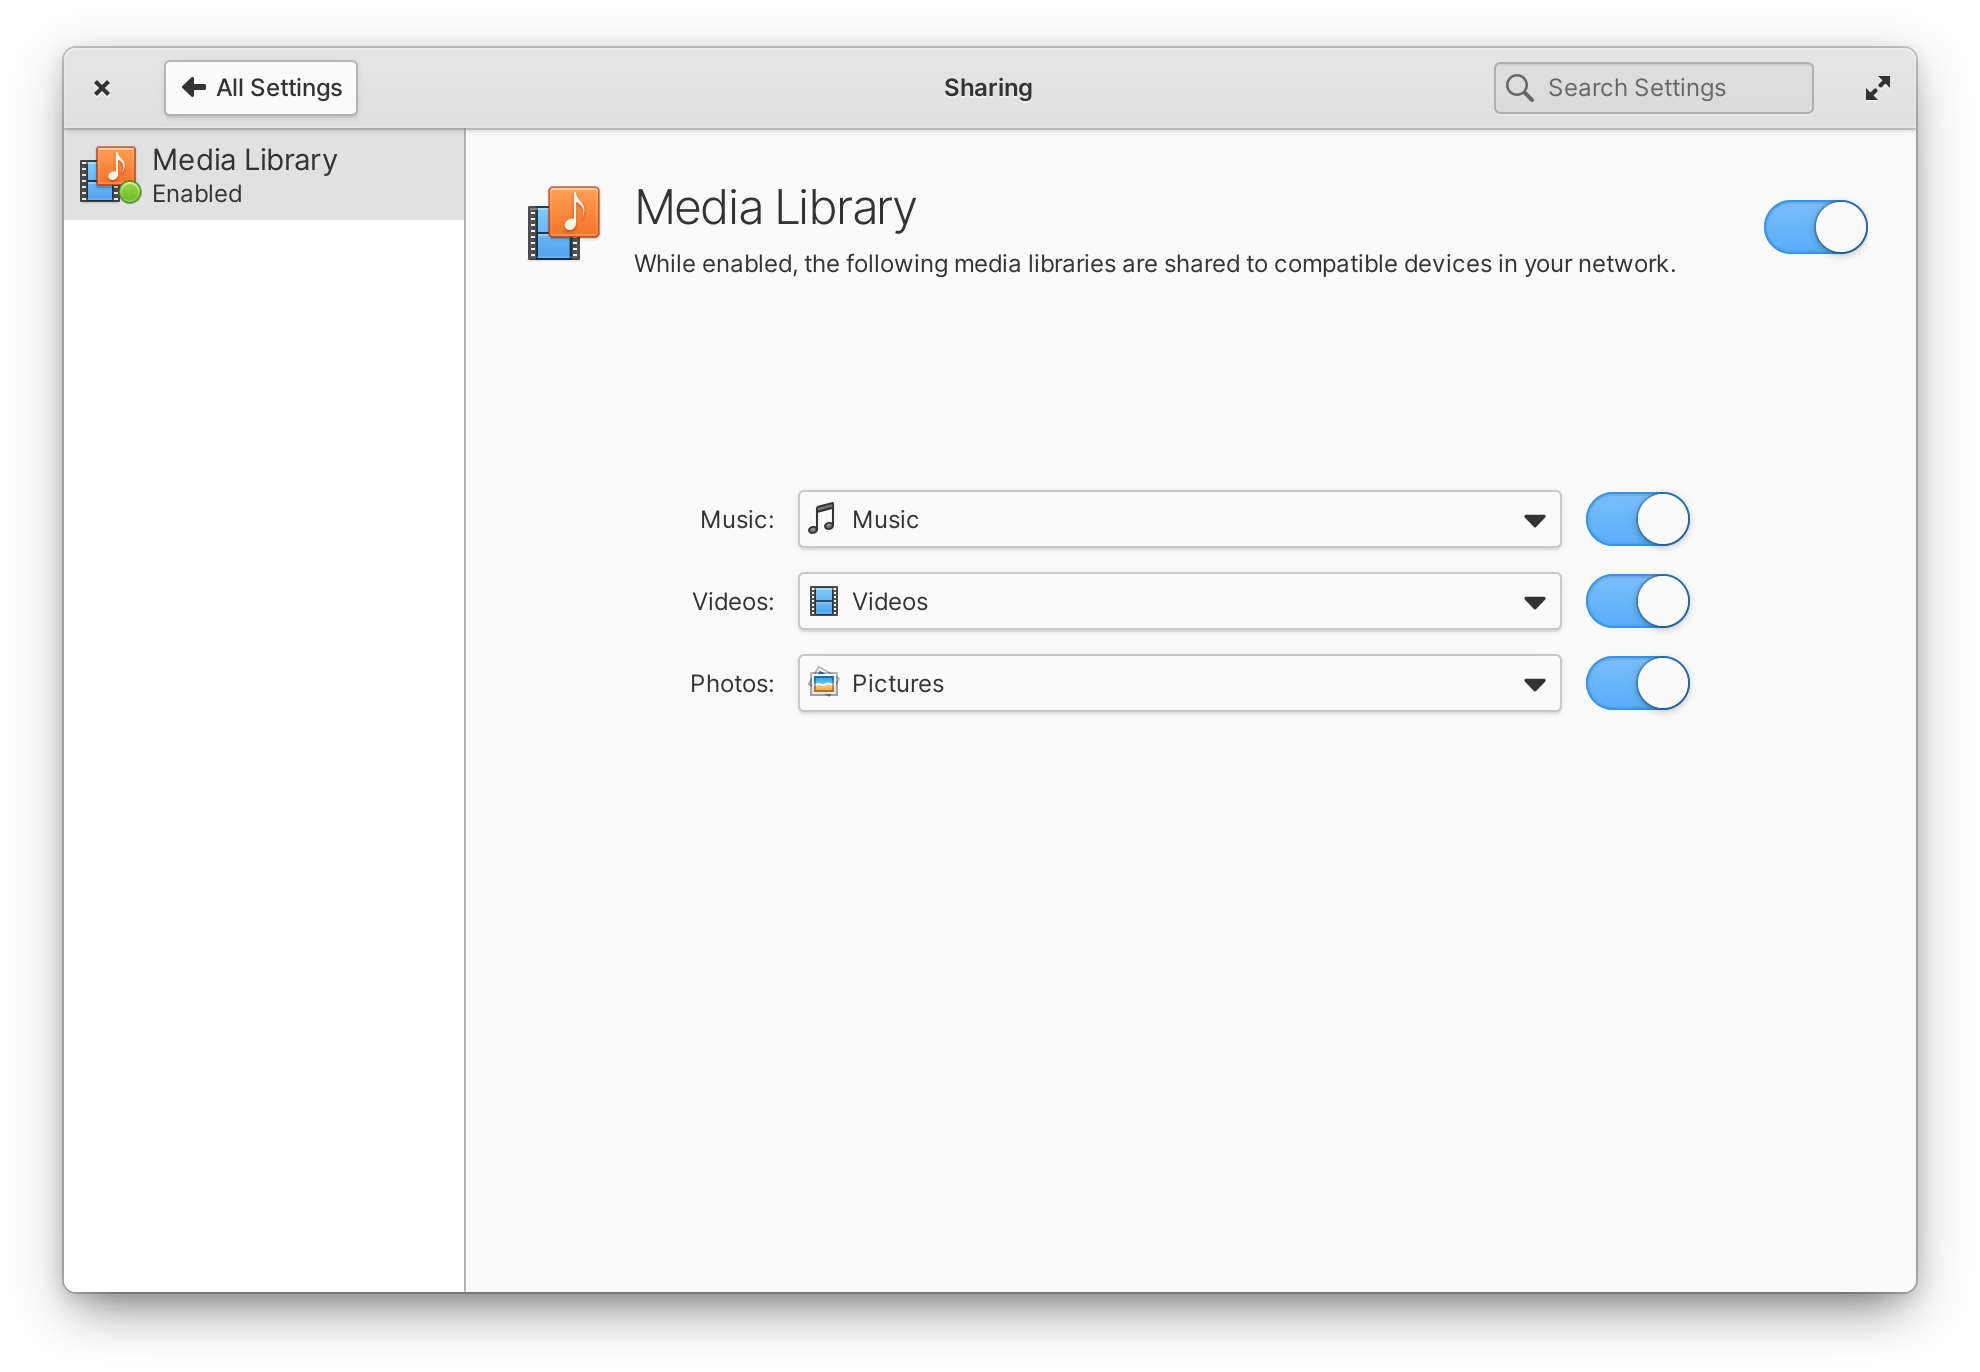 All Settings
Sharing
Search Settings
Media Library
Enabled
Media Library
While enabled, the following media libraries are shared to compatible devices in your network.
Music: Music
Videos: Videos
Photos: Pictures